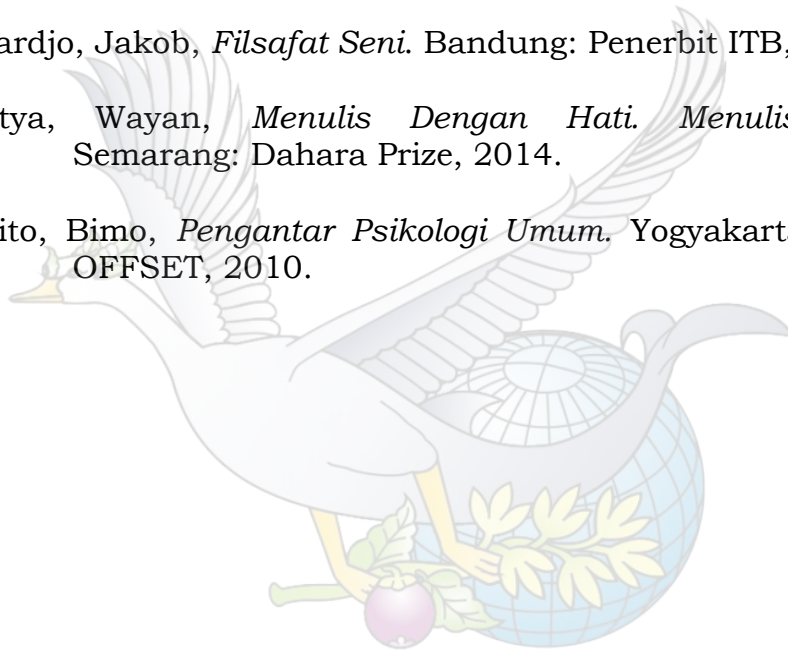 ardjo, Jakob, Filsafat Seni. Bandung: Penerbit ITB,
tya, Wayan, Menulis Dengan Hati. Menulis
Semarang: Dahara Prize, 2014.
ito, Bimo, Pengantar Psikologi Umum. Yogyakarta
OFFSET, 2010.